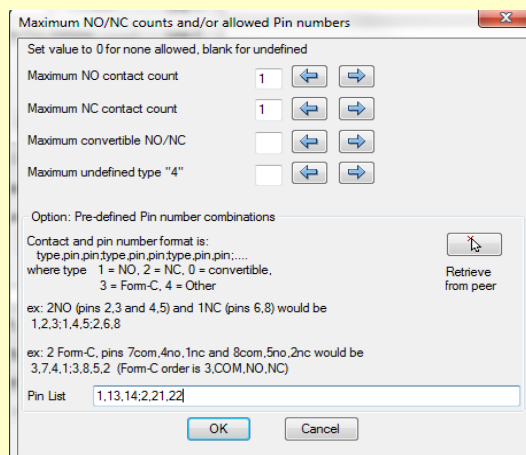 Maximum NO/NC counts and/or allowed Pin numbers
Set value to 0 for none allowed, blank for undefined
Maximum NO contact count 1
Maximum NC contact count 1
Maximum convertible NO/NC
Maximum undefined type "4"
Option: Pre-defined Pin number combinations
Contact and pin number format is:
type,pin,pin;type,pin,pin;type,pin,pin;....
where type 1 = NO, 2 = NC, 0 = convertible,
3 = Form-C, 4 = Other
Retrieve
from peer
ex: 2NO (pins 2,3 and 4,5) and 1NC (pins 6,8) would be
1,2,3;1,4,5;2,6,8
ex: 2 Form-C, pins 7com,4no,1nc and 8com,5no,2nc would be
3,7,4,1;3,8,5,2 (Form-C order is 3,COM,NO,NC)
Pin List 1,13,14;2,21,22
OK Cancel